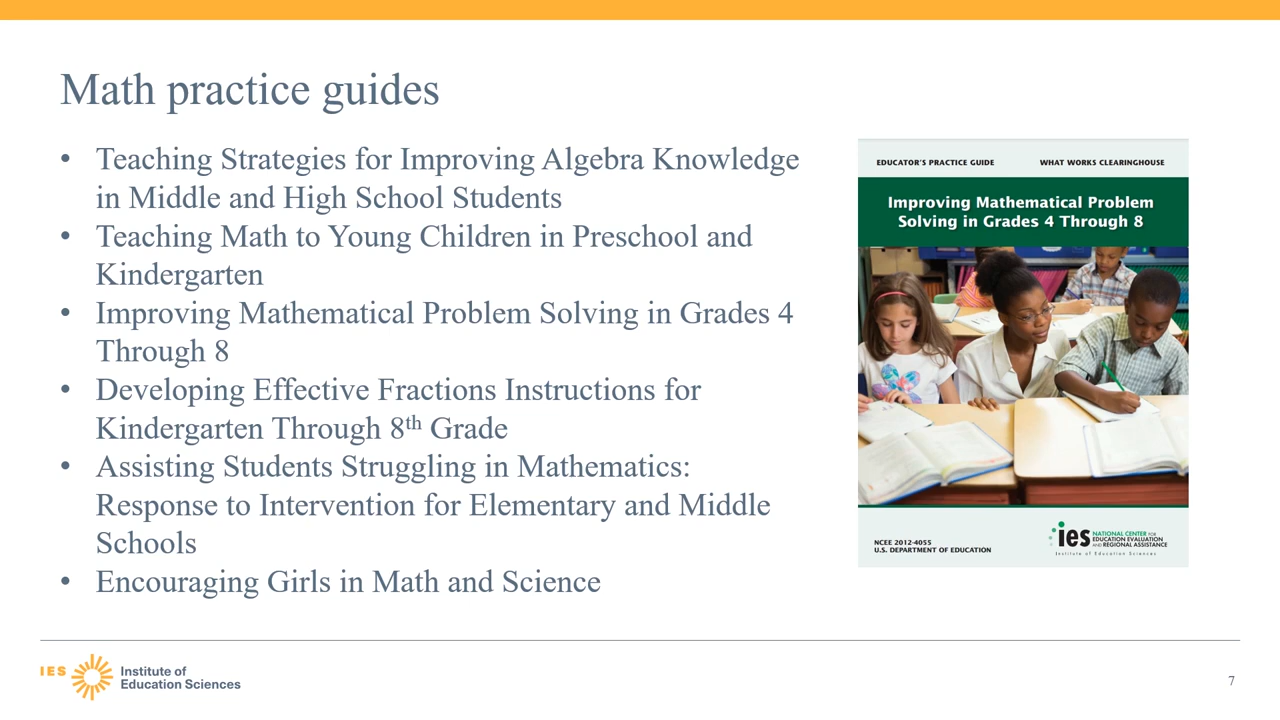 Math practice guides
• Teaching Strategies for Improving Algebra Knowledge
in Middle and High School Students
• Teaching Math to Young Children in Preschool and
Kindergarten
• Improving Mathematical Problem Solving in Grades 4
Through 8
• Developing Effective Fractions Instructions for
Kindergarten Through 8th Grade
• Assisting Students Struggling in Mathematics:
Response to Intervention for Elementary and Middle
Schools
• Encouraging Girls in Math and Science
EDUCATOR'S PRACTICE GUIDE
WHAT WORKS CLEARINGHOUSE
Improving Mathematical Problem
Solving in Grades 4 Through 8
NCEE 2012-4055
U.S. DEPARTMENT OF EDUCATION
ies NATIONAL CENTER FOR
EDUCATION EVALUATION
AND REGIONAL ASSISTANCE
Institute of Education Sciences
IES Institute of
Education Sciences
7